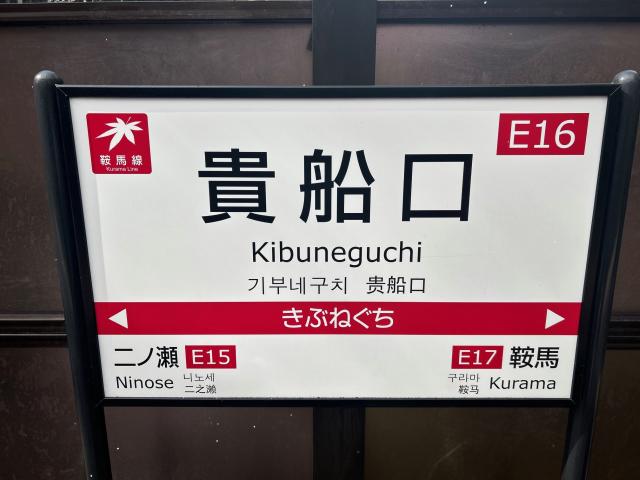 鞍馬線
Kurama Line
E16
貴船口
Kibuneguchi
기부네구치 贵船口
きぶねぐち
二ノ瀬 E15
Ninose 니노세 二之濑
E17 鞍馬
구라마 鞍马 Kurama